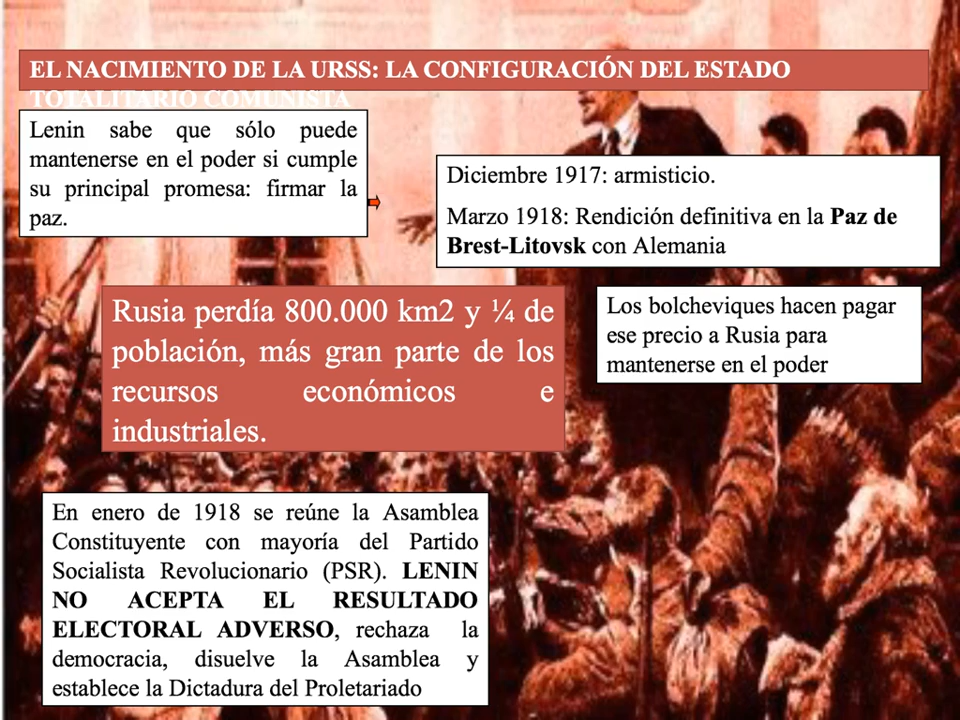 EL NACIMIENTO DE LA URSS: LA CONFIGURACIÓN DEL ESTADO
TOTALITARIO COMUNISTA
Lenin sabe que sólo puede
mantenerse en el poder si cumple
su principal promesa: firmar la
paz.
Diciembre 1917: armisticio.
Marzo 1918: Rendición definitiva en la Paz de
Brest-Litovsk con Alemania
Rusia perdía 800.000 km2 y ¼ de
población, más gran parte de los
recursos económicos e
industriales.
Los bolcheviques hacen pagar
ese precio a Rusia para
mantenerse en el poder
En enero de 1918 se reúne la Asamblea
Constituyente con mayoría del Partido
Socialista Revolucionario (PSR). LENIN
NO ACEPTA EL RESULTADO
ELECTORAL ADVERSO, rechaza la
democracia, disuelve la Asamblea y
establece la Dictadura del Proletariado